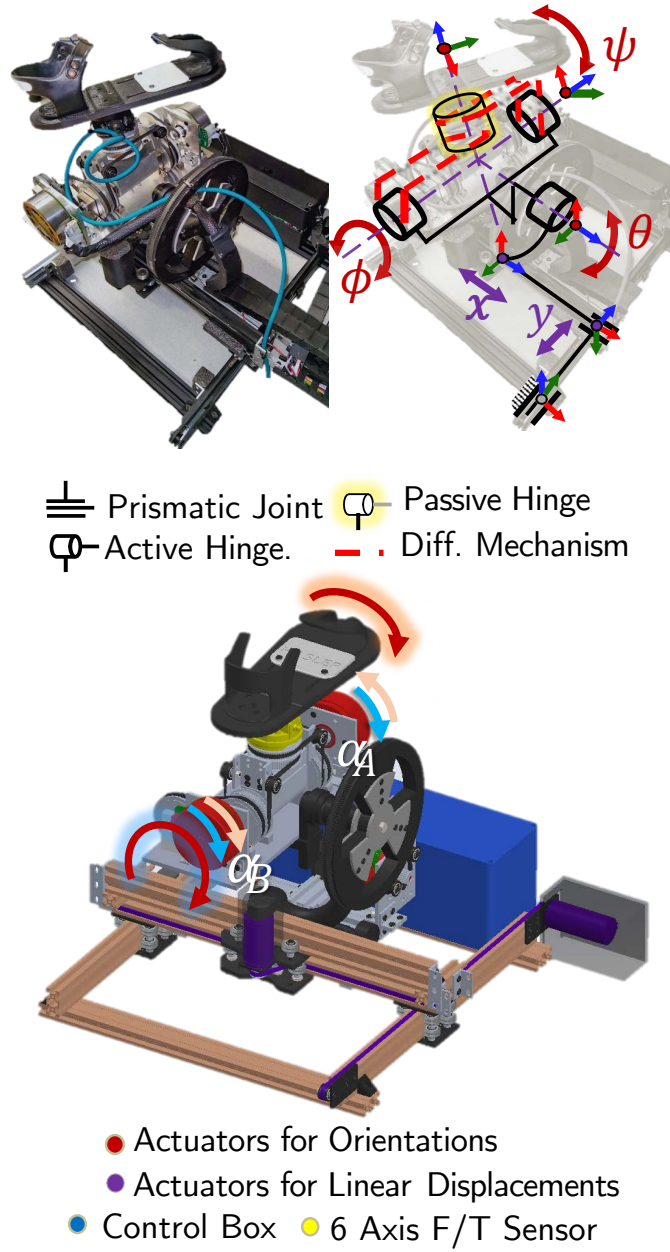 ψ
ϕ
θ
x
y
Prismatic Joint
Passive Hinge
Active Hinge.
Diff. Mechanism
α_A
α_B
Actuators for Orientations
Actuators for Linear Displacements
Control Box
6 Axis F/T Sensor